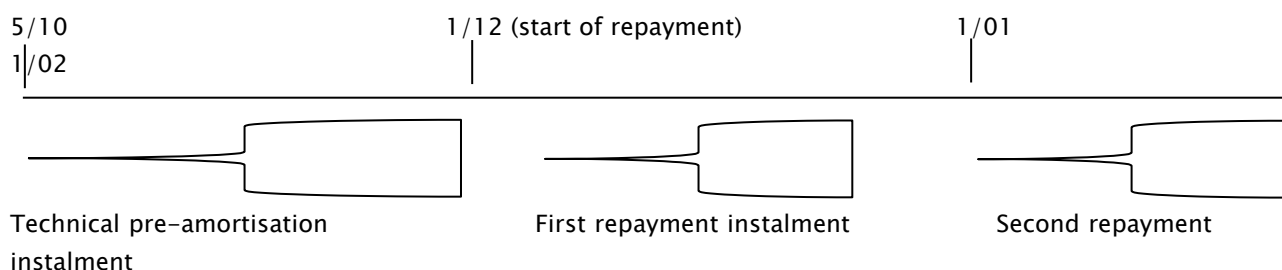 5/10 1/12 (start of repayment) 1/01
1/02
Technical pre-amortisation First repayment instalment Second repayment
instalment